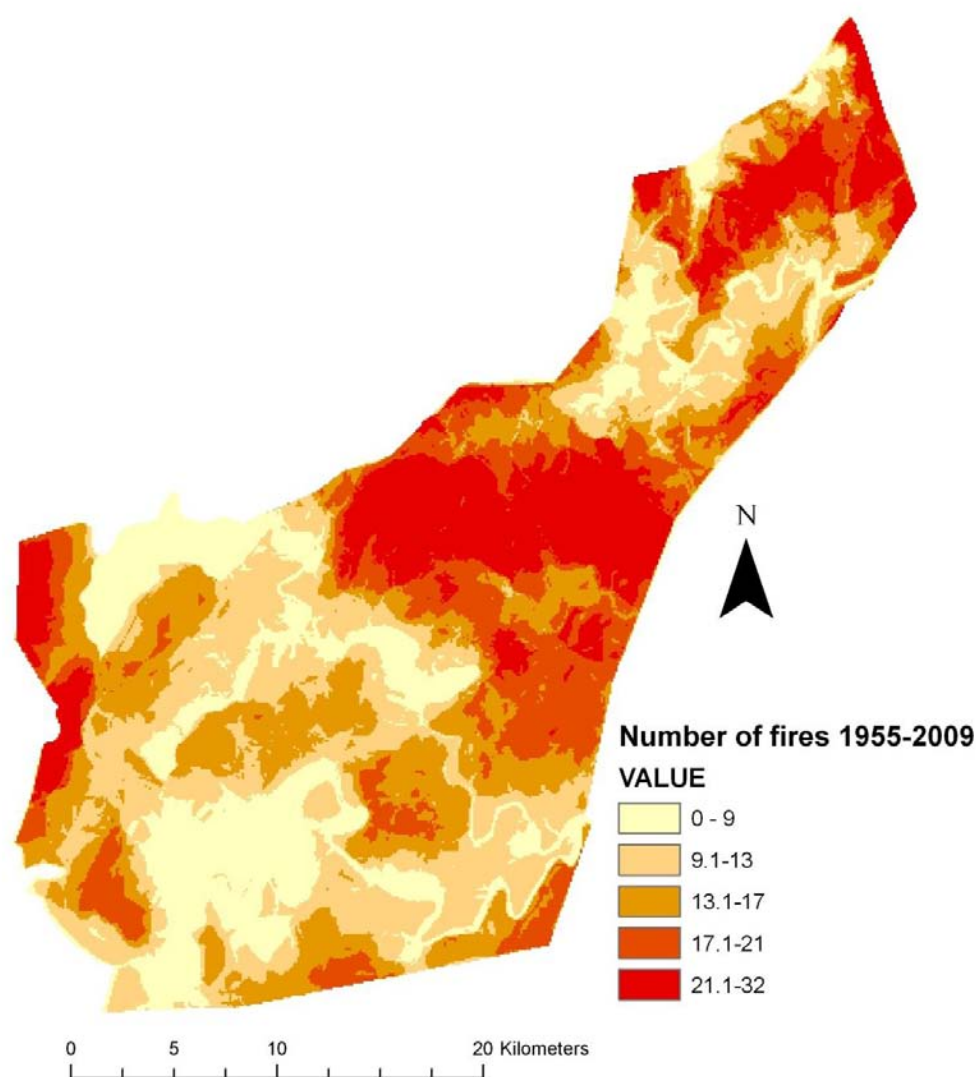 N
Number of fires 1955-2009
VALUE
0 - 9
9.1-13
13.1-17
17.1-21
21.1-32
0 5 10 20 Kilometers